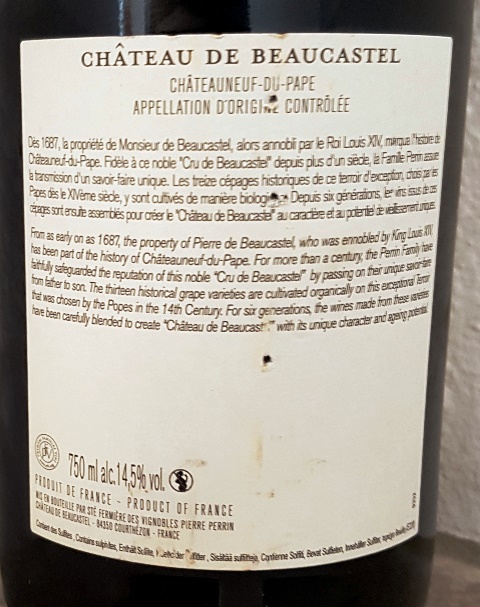 CHÂTEAU DE BEAUCASTEL
CHÂTEAUNEUF-DU-PAPE
APPELLATION D'ORIGINE CONTRÔLÉE
Dès 1687, la propriété de Monsieur de Beaucastel, alors annobli par le Roi Louis XIV, marqua l'histoire de
Châteauneuf-du-Pape. Fidèle à ce noble "Cru de Beaucastel" depuis plus d'un siècle, la Famille Perrin assure
la transmission d'un savoir-faire unique. Les treize cépages historiques de ce terroir d'exception, choisi par les
Papes dès le XIVème siècle, y sont cultivés de manière biologique. Depuis six générations, les vins issus de ces
cépages sont ensuite assemblés pour créer le "Château de Beaucastel" au caractère et au potentiel de vieillissement uniques.
From as early on as 1687, the property of Pierre de Beaucastel, who was ennobled by King Louis XIV,
has been part of the history of Châteauneuf-du-Pape. For more than a century, the Perrin Family have
faithfully safeguarded the reputation of this noble "Cru de Beaucastel" by passing on their unique savoir-faire
from father to son. The thirteen historical grape varieties are cultivated organically on this exceptional Terroir
that was chosen by the Popes in the 14th Century. For six generations, the wines made from these varieties
have been carefully blended to create "Château de Beaucastel" with its unique character and ageing potential.
750 ml alc.14,5% vol.
PRODUIT DE FRANCE - PRODUCT OF FRANCE
MIS EN BOUTEILLE PAR STÉ FERMIÈRE DES VIGNOBLES PIERRE PERRIN
CHÂTEAU DE BEAUCASTEL - 84350 COURTHÉZON - FRANCE
Contient des Sulfites, Contains sulphites, Enthält Sulfite, Sisältää sulfiitteja, Contienne Solfiti, Bevat Sulfieten, Innehåller Sulfiter,